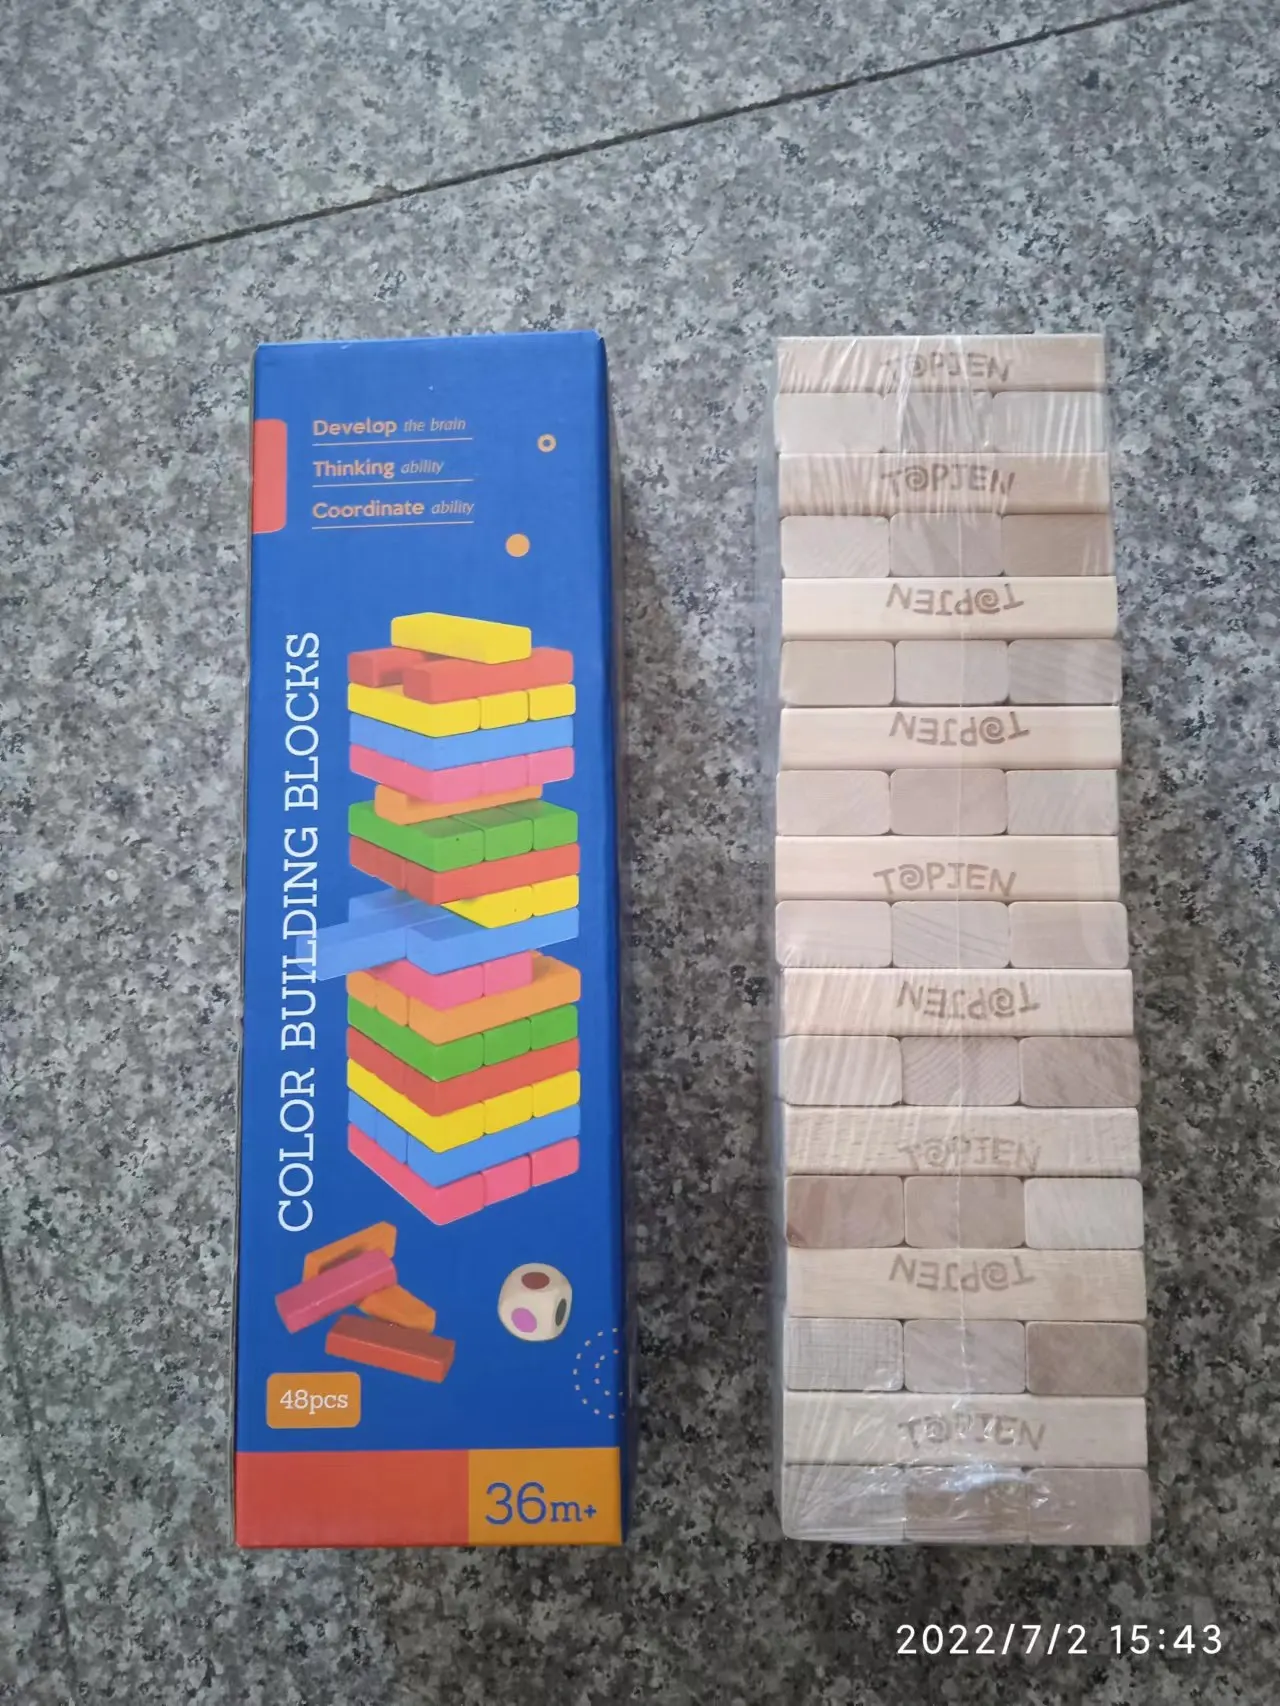 Develop the brain
Thinking ability
Coordinate ability
COLOR BUILDING BLOCKS
48pcs
36m+
TOPJEN
TOPJEN
TOPJEN
TOPJEN
TOPJEN
TOPJEN
TOPJEN
TOPJEN
TOPJEN
2022/7/2 15:43